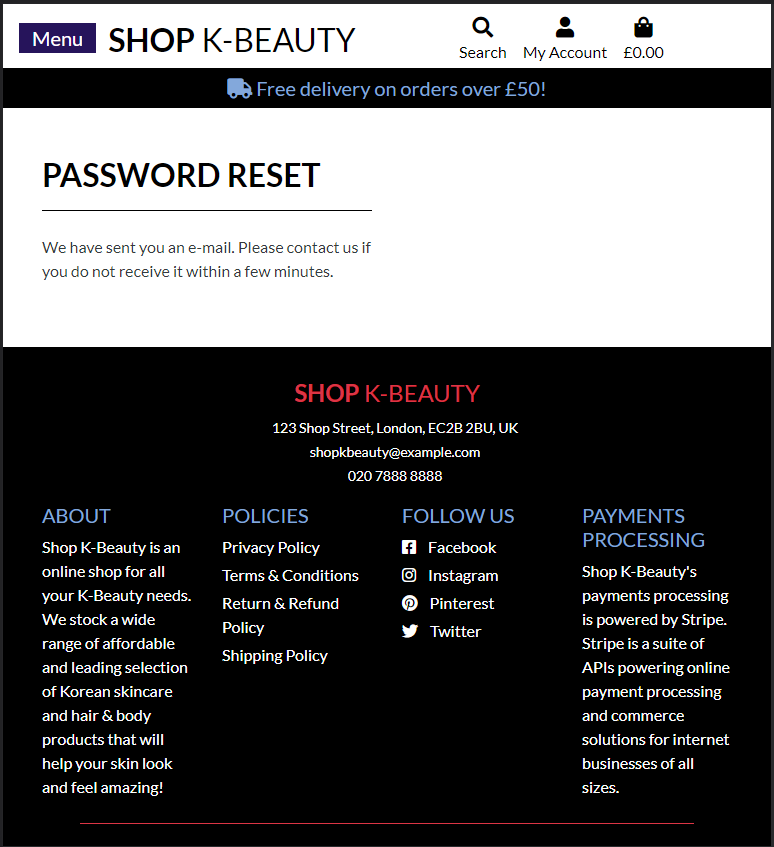 Menu
SHOP K-BEAUTY
Search
My Account
£0.00
Free delivery on orders over £50!
PASSWORD RESET
We have sent you an e-mail. Please contact us if
you do not receive it within a few minutes.
SHOP K-BEAUTY
123 Shop Street, London, EC2B 2BU, UK
shopkbeauty@example.com
020 7888 8888
ABOUT
Shop K-Beauty is an
online shop for all
your K-Beauty needs.
We stock a wide
range of affordable
and leading selection
of Korean skincare
and hair & body
products that will
help your skin look
and feel amazing!
POLICIES
Privacy Policy
Terms & Conditions
Return & Refund
Policy
Shipping Policy
FOLLOW US
Facebook
Instagram
Pinterest
Twitter
PAYMENTS
PROCESSING
Shop K-Beauty's
payments processing
is powered by Stripe.
Stripe is a suite of
APIs powering online
payment processing
and commerce
solutions for internet
businesses of all
sizes.